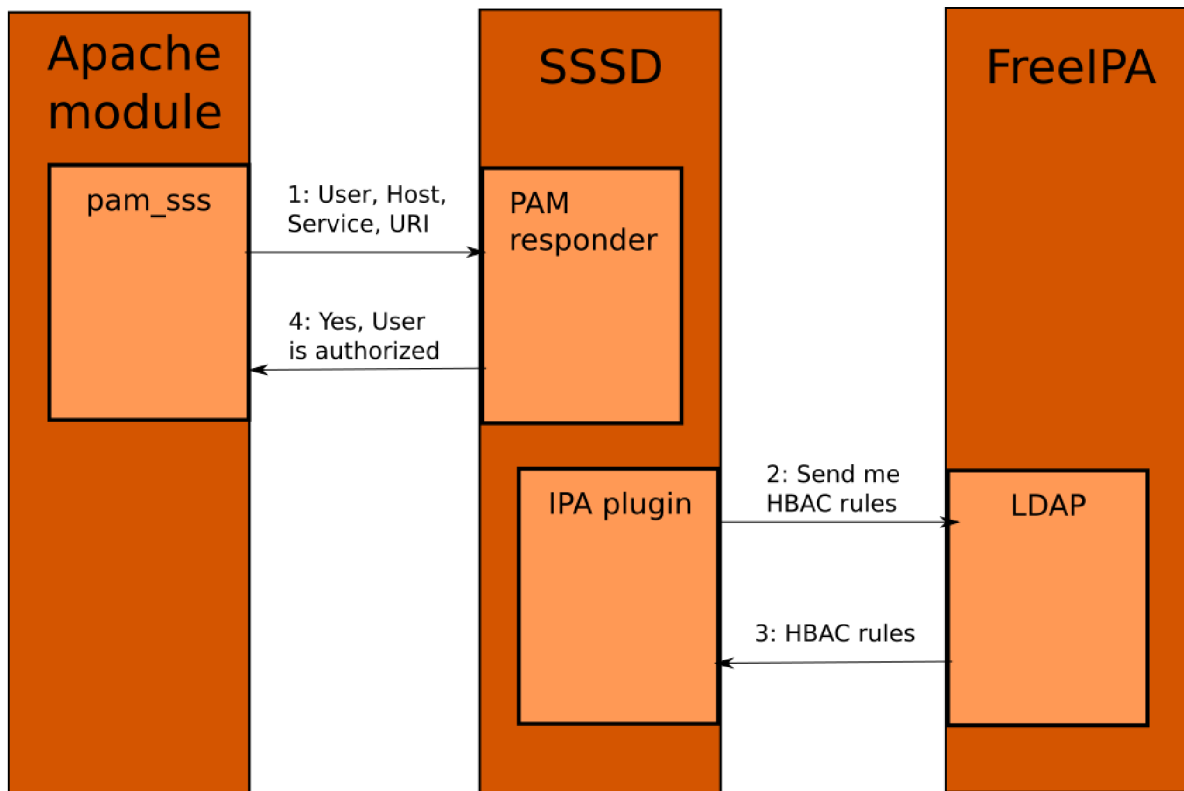 Apache
module
SSSD
FreeIPA
pam_sss
1: User, Host,
Service, URI
PAM
responder
4: Yes, User
is authorized
IPA plugin
2: Send me
HBAC rules
LDAP
3: HBAC rules